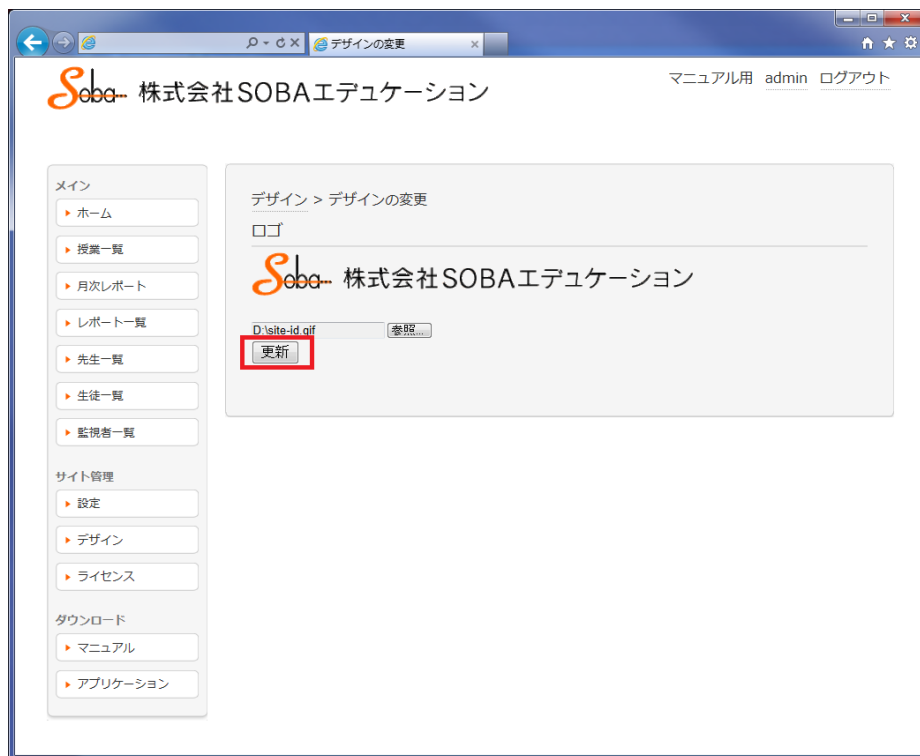 デザインの変更
Soba 株式会社SOBAエデュケーション
マニュアル用 admin ログアウト
メイン
ホーム
授業一覧
月次レポート
レポート一覧
先生一覧
生徒一覧
監視者一覧
サイト管理
設定
デザイン
ライセンス
ダウンロード
マニュアル
アプリケーション
デザイン > デザインの変更
ロゴ
Soba 株式会社SOBAエデュケーション
D:\site-id.gif 参照...
更新